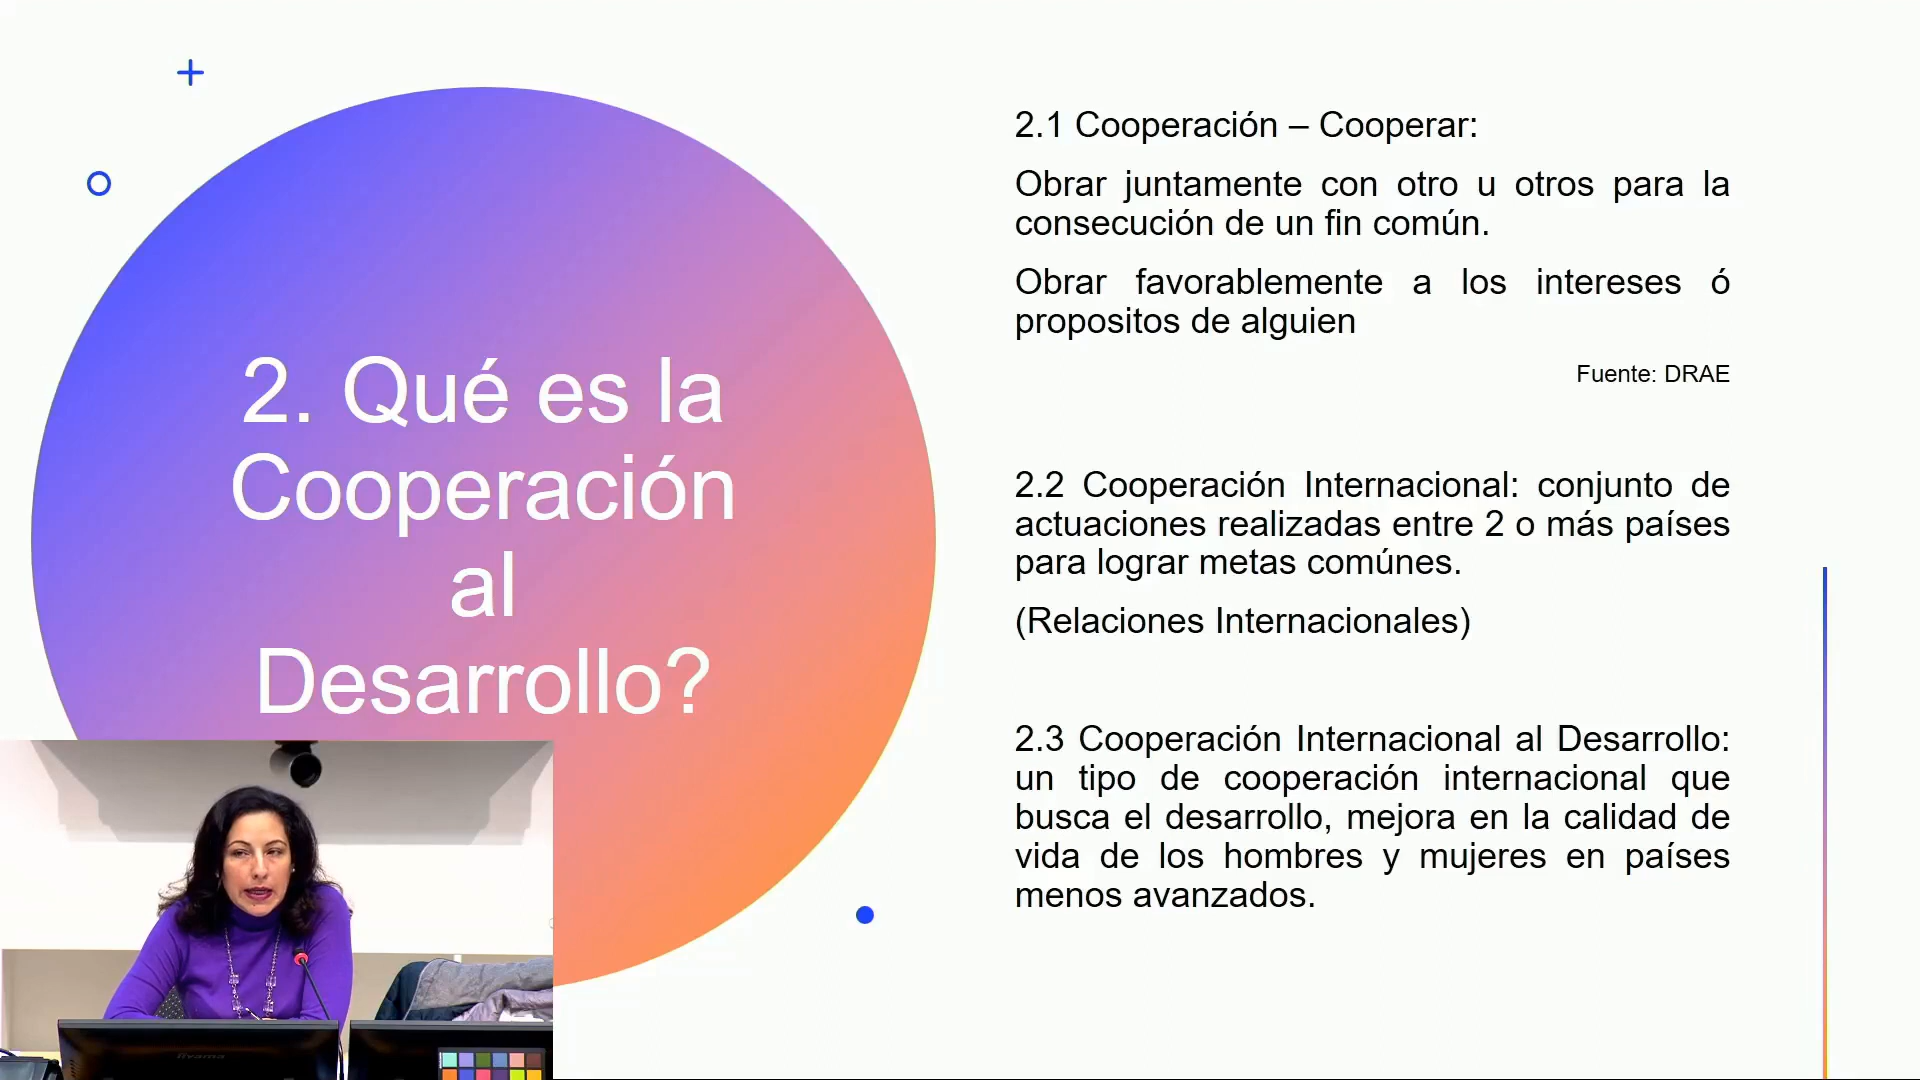 2. Qué es la
Cooperación
al
Desarrollo?
2.1 Cooperación – Cooperar:
Obrar juntamente con otro u otros para la
consecución de un fin común.
Obrar favorablemente a los intereses ó
propositos de alguien
Fuente: DRAE
2.2 Cooperación Internacional: conjunto de
actuaciones realizadas entre 2 o más países
para lograr metas comúnes.
(Relaciones Internacionales)
2.3 Cooperación Internacional al Desarrollo:
un tipo de cooperación internacional que
busca el desarrollo, mejora en la calidad de
vida de los hombres y mujeres en países
menos avanzados.
iiyama